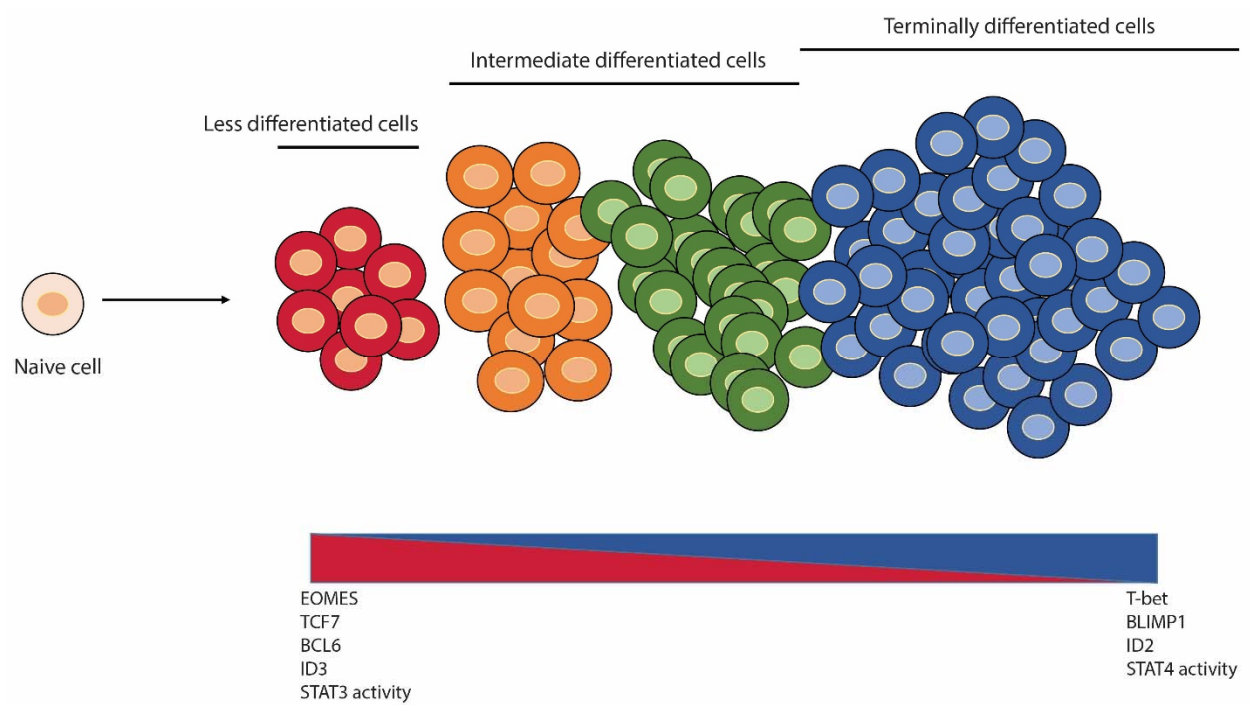 Terminally differentiated cells
Intermediate differentiated cells
Less differentiated cells
Naive cell
EOMES
TCF7
BCL6
ID3
STAT3 activity
T-bet
BLIMP1
ID2
STAT4 activity